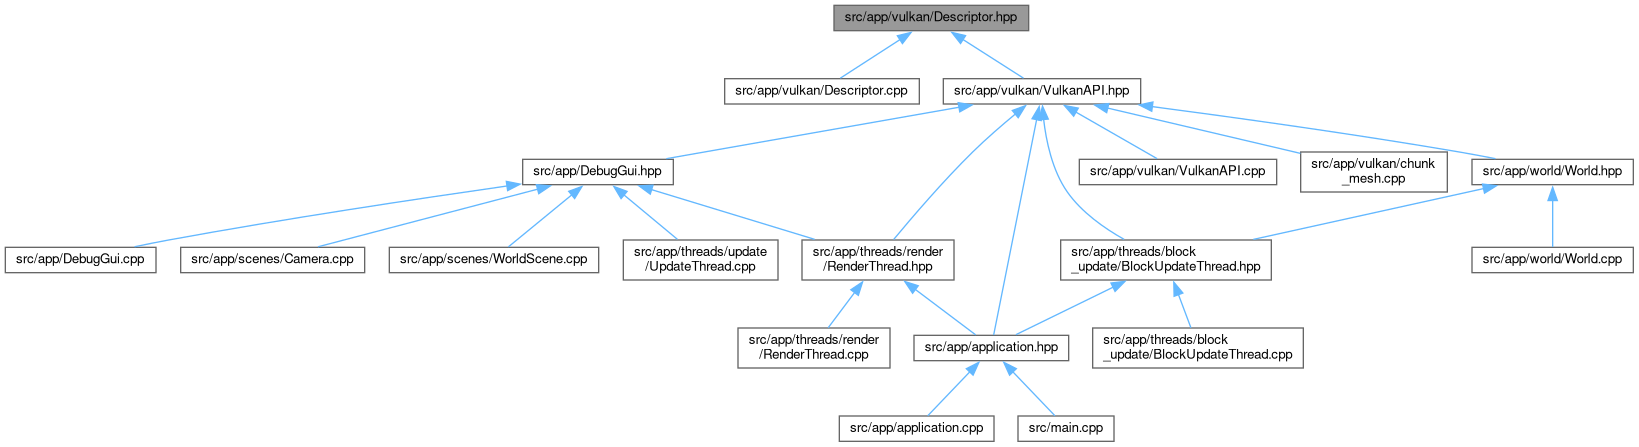 src/app/vulkan/Descriptor.hpp
src/app/vulkan/Descriptor.cpp
src/app/vulkan/VulkanAPI.hpp
src/app/DebugGui.hpp
src/app/vulkan/VulkanAPI.cpp
src/app/vulkan/chunk
_mesh.cpp
src/app/world/World.hpp
src/app/DebugGui.cpp
src/app/scenes/Camera.cpp
src/app/scenes/WorldScene.cpp
src/app/threads/update
/UpdateThread.cpp
src/app/threads/render
/RenderThread.hpp
src/app/threads/block
_update/BlockUpdateThread.hpp
src/app/world/World.cpp
src/app/threads/render
/RenderThread.cpp
src/app/application.hpp
src/app/threads/block
_update/BlockUpdateThread.cpp
src/app/application.cpp
src/main.cpp